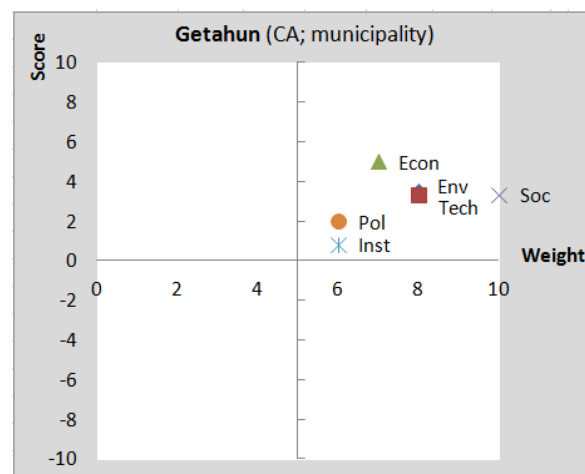 Getahun (CA; municipality)
Score
10
8
6
4
2
0
-2
-4
-6
-8
-10
Econ
Env
Tech
Soc
Pol
Inst
Weight
0 2 4 6 8 10